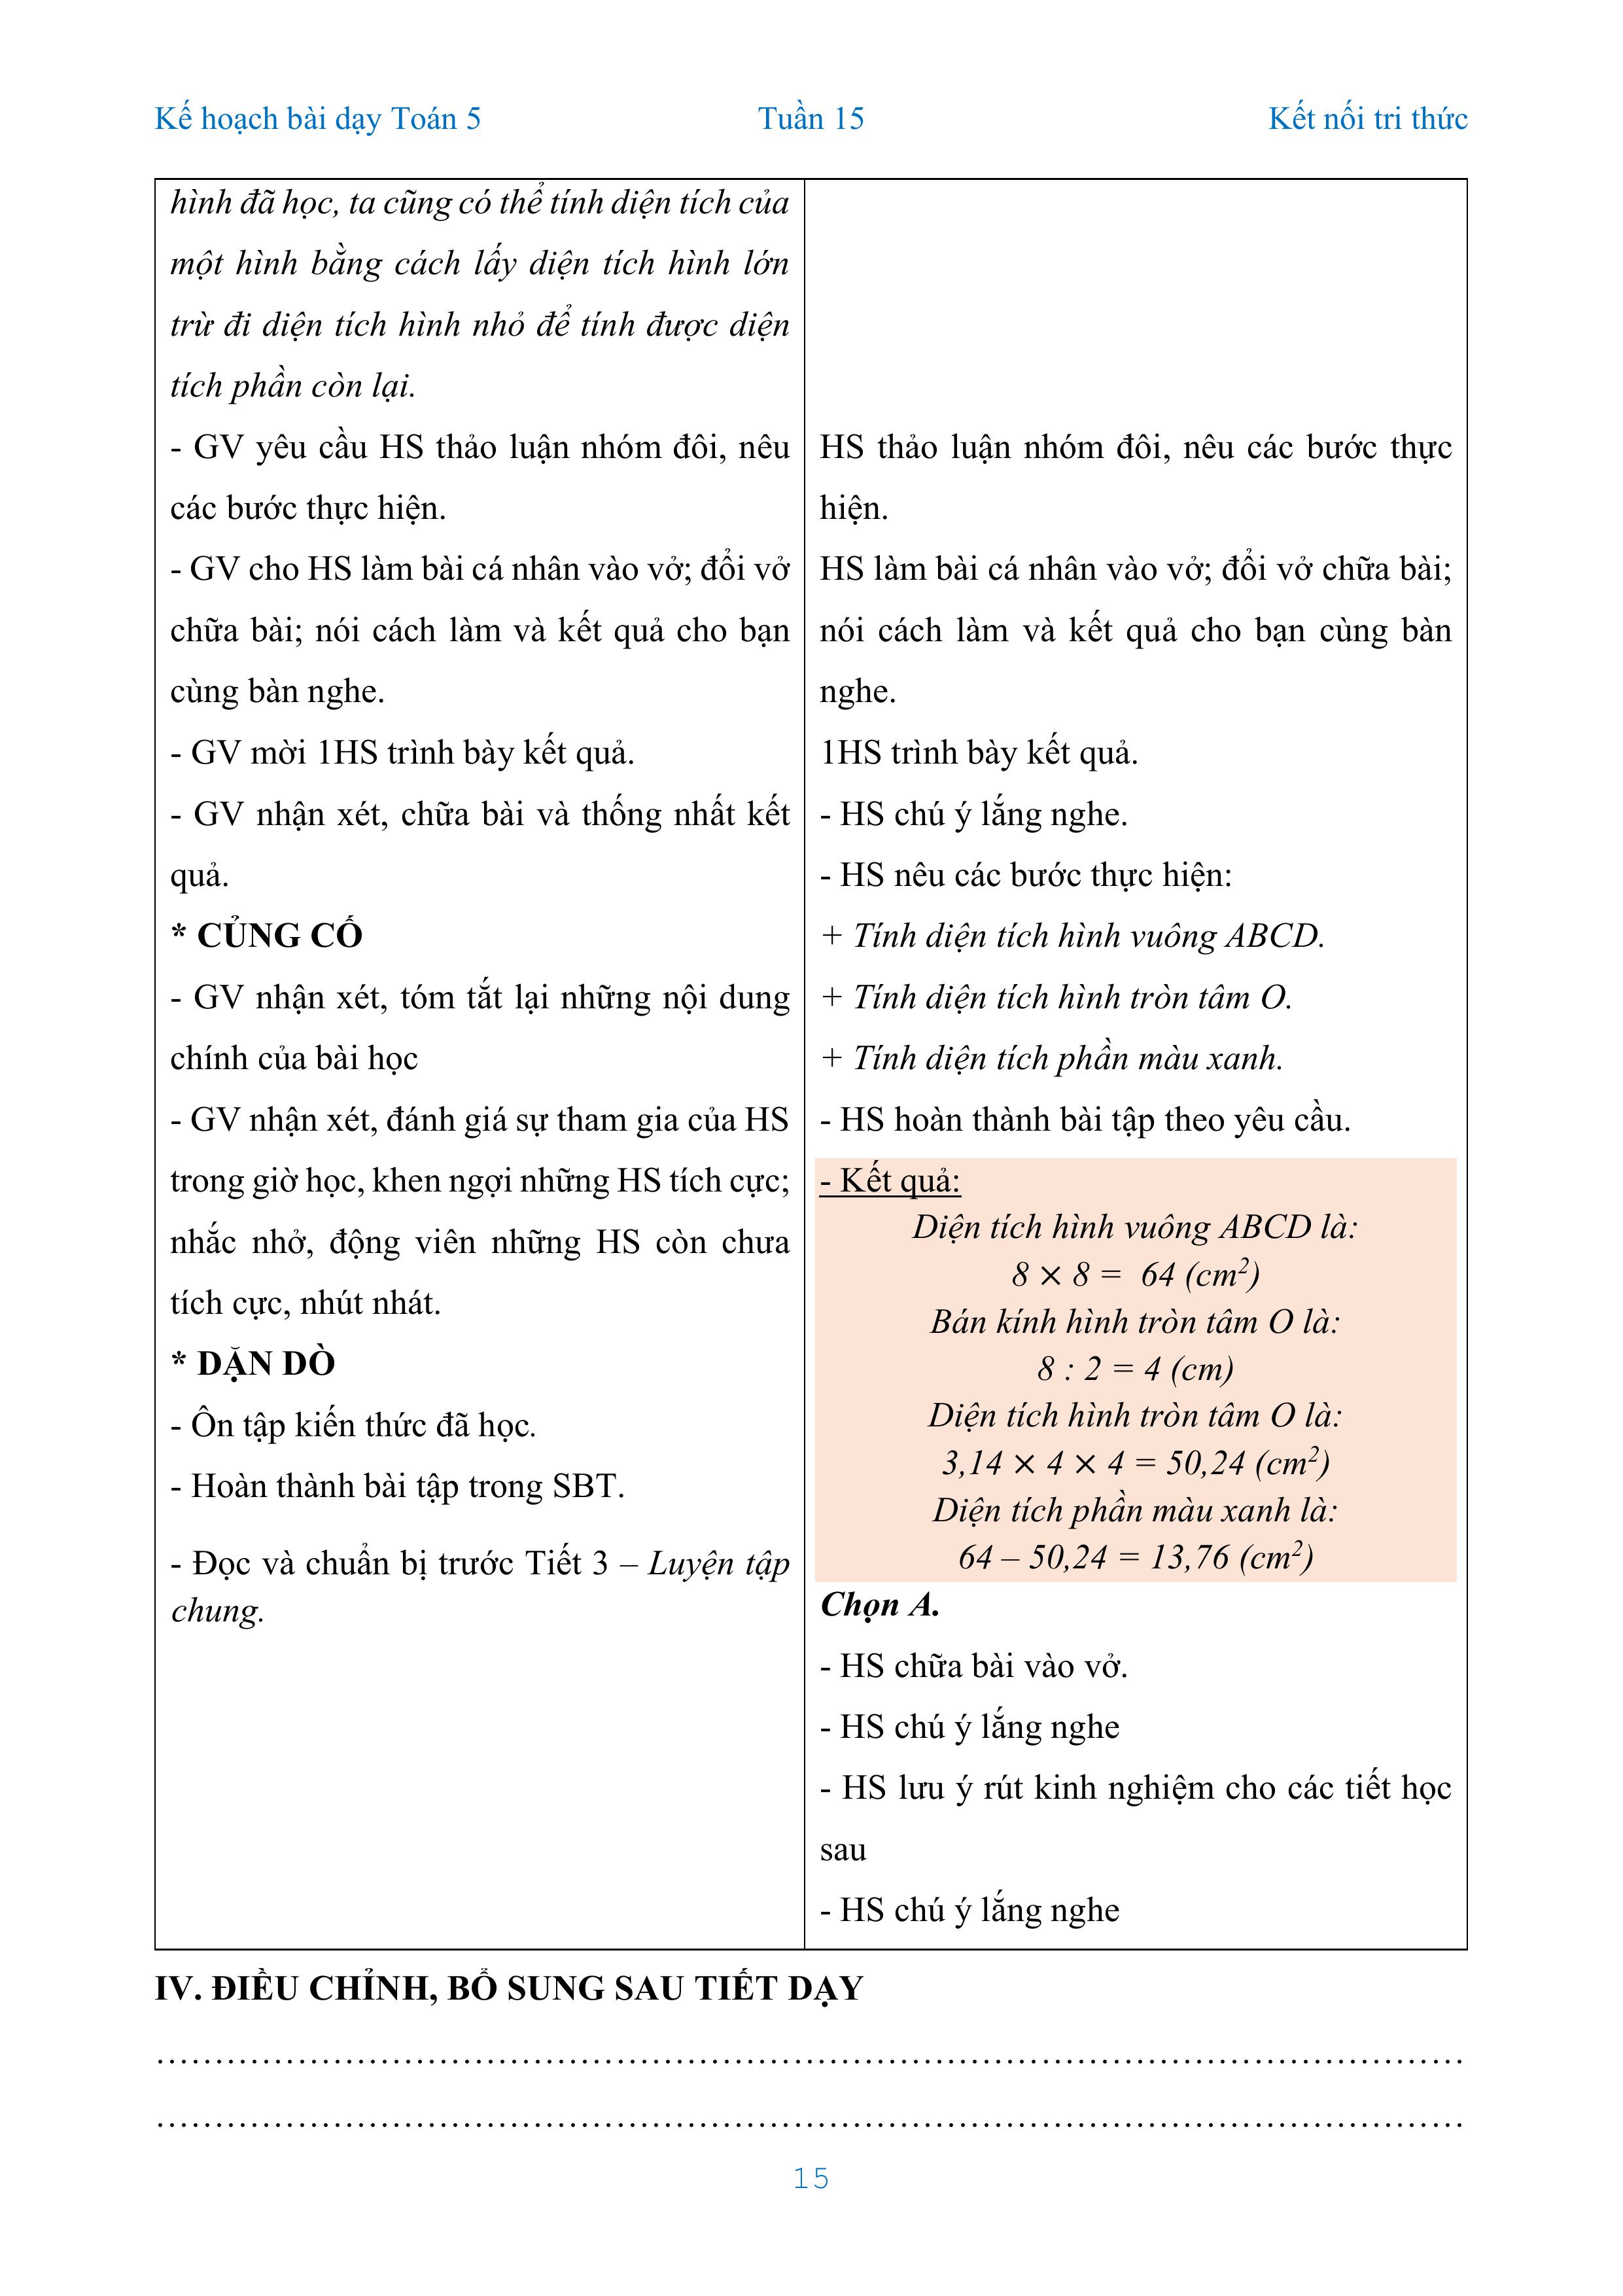 Kế hoạch bài dạy Toán 5 Tuần 15 Kết nối tri thức
hình đã học, ta cũng có thể tính diện tích của
một hình bằng cách lấy diện tích hình lớn
trừ đi diện tích hình nhỏ để tính được diện
tích phần còn lại.
- GV yêu cầu HS thảo luận nhóm đôi, nêu
các bước thực hiện.
- GV cho HS làm bài cá nhân vào vở; đổi vở
chữa bài; nói cách làm và kết quả cho bạn
cùng bàn nghe.
- GV mời 1HS trình bày kết quả.
- GV nhận xét, chữa bài và thống nhất kết
quả.
* CỦNG CỐ
- GV nhận xét, tóm tắt lại những nội dung
chính của bài học
- GV nhận xét, đánh giá sự tham gia của HS
trong giờ học, khen ngợi những HS tích cực;
nhắc nhở, động viên những HS còn chưa
tích cực, nhút nhát.
* DẶN DÒ
- Ôn tập kiến thức đã học.
- Hoàn thành bài tập trong SBT.
- Đọc và chuẩn bị trước Tiết 3 – Luyện tập
chung.
HS thảo luận nhóm đôi, nêu các bước thực
hiện.
HS làm bài cá nhân vào vở; đổi vở chữa bài;
nói cách làm và kết quả cho bạn cùng bàn
nghe.
1HS trình bày kết quả.
- HS chú ý lắng nghe.
- HS nêu các bước thực hiện:
+ Tính diện tích hình vuông ABCD.
+ Tính diện tích hình tròn tâm O.
+ Tính diện tích phần màu xanh.
- HS hoàn thành bài tập theo yêu cầu.
- Kết quả:
Diện tích hình vuông ABCD là:
8 × 8 = 64 (cm²)
Bán kính hình tròn tâm O là:
8 : 2 = 4 (cm)
Diện tích hình tròn tâm O là:
3,14 × 4 × 4 = 50,24 (cm²)
Diện tích phần màu xanh là:
64 – 50,24 = 13,76 (cm²)
Chọn A.
- HS chữa bài vào vở.
- HS chú ý lắng nghe
- HS lưu ý rút kinh nghiệm cho các tiết học
sau
- HS chú ý lắng nghe
IV. ĐIỀU CHỈNH, BỔ SUNG SAU TIẾT DẠY
……………………………………………………………………………………………
……………………………………………………………………………………………
15